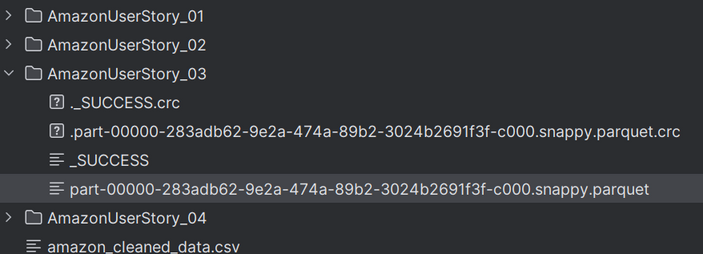 AmazonUserStory_01
AmazonUserStory_02
AmazonUserStory_03
._SUCCESS.crc
.part-00000-283adb62-9e2a-474a-89b2-3024b2691f3f-c000.snappy.parquet.crc
_SUCCESS
part-00000-283adb62-9e2a-474a-89b2-3024b2691f3f-c000.snappy.parquet
AmazonUserStory_04
amazon_cleaned_data.csv